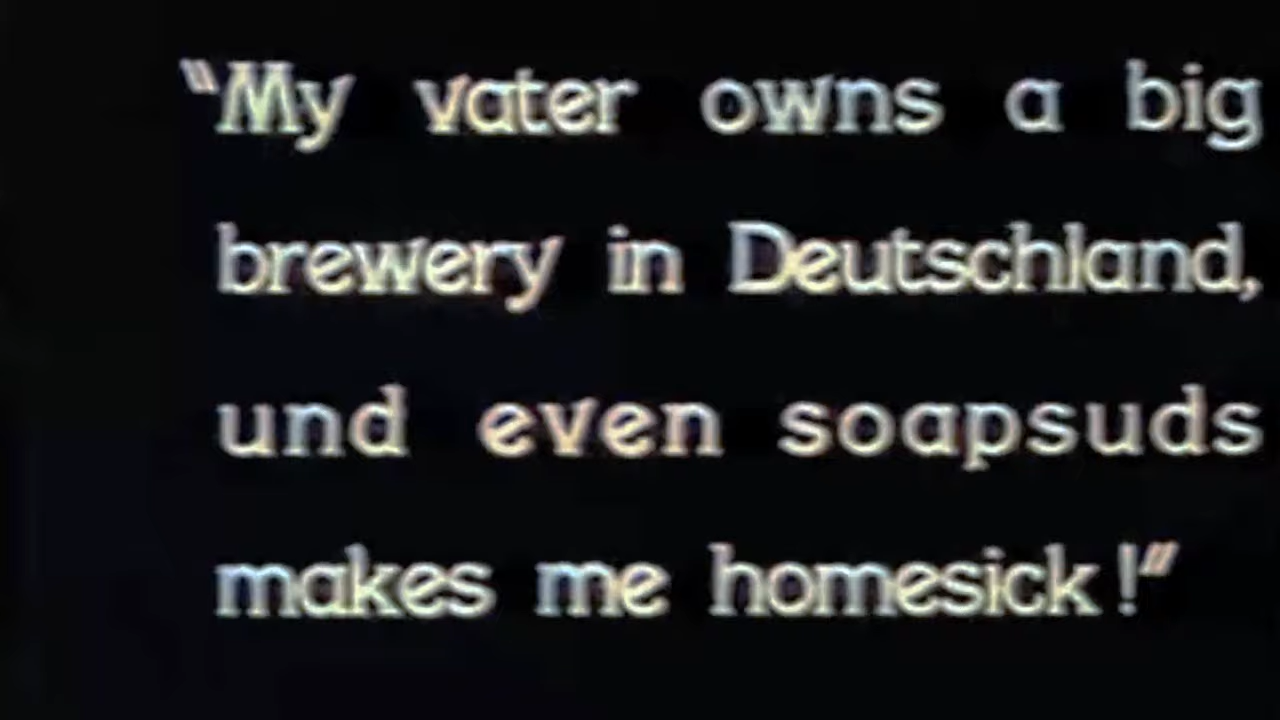 “My vater owns a big
brewery in Deutschland,
und even soapsuds
makes me homesick!”